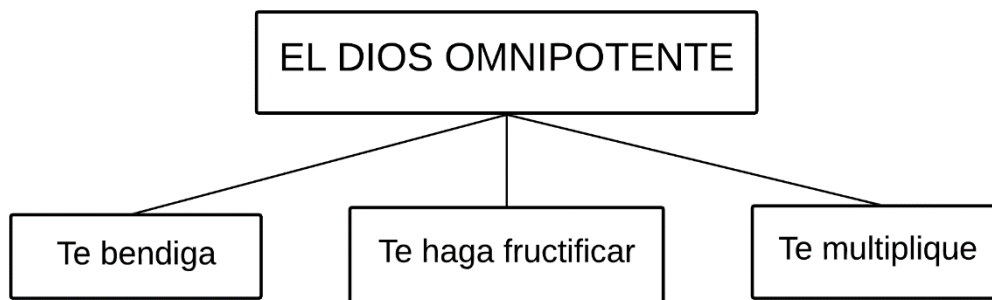 EL DIOS OMNIPOTENTE
Te bendiga
Te haga fructificar
Te multiplique